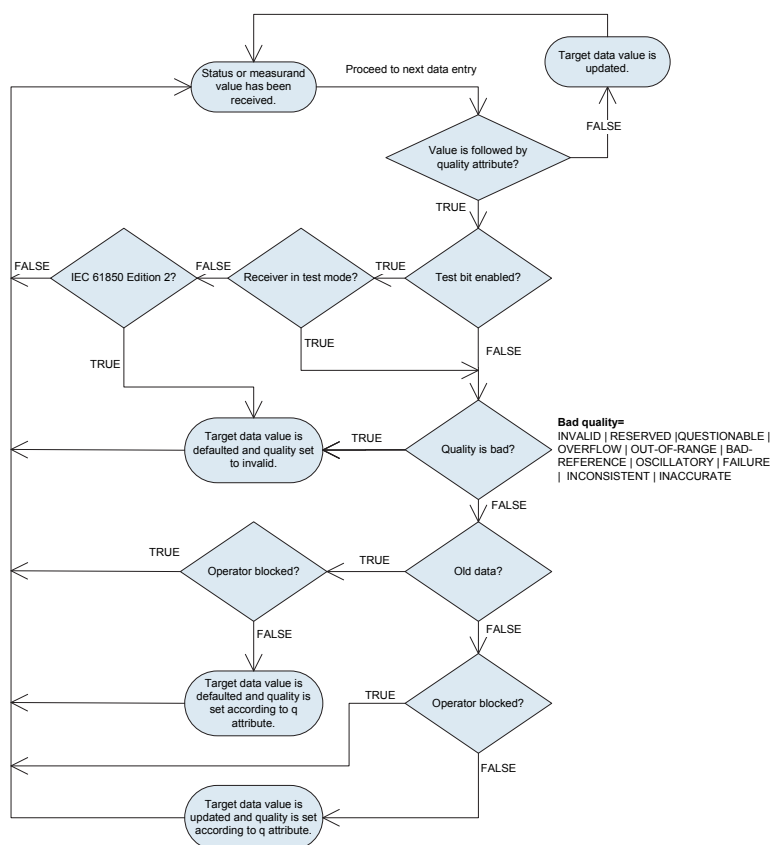 Target data value is
updated.
Status or measurand
value has been
received.
Proceed to next data entry
FALSE
Value is followed by
quality attribute?
TRUE
FALSE
IEC 61850 Edition 2?
FALSE
Receiver in test mode?
TRUE
Test bit enabled?
TRUE
TRUE
FALSE
Target data value is
defaulted and quality set
to invalid.
TRUE
Quality is bad?
Bad quality=
INVALID | RESERVED |QUESTIONABLE |
OVERFLOW | OUT-OF-RANGE | BAD-
REFERENCE | OSCILLATORY | FAILURE
| INCONSISTENT | INACCURATE
FALSE
TRUE
Operator blocked?
TRUE
Old data?
FALSE
FALSE
Target data value is
defaulted and quality is
set according to q
attribute.
TRUE
Operator blocked?
FALSE
Target data value is
updated and quality is set
according to q attribute.